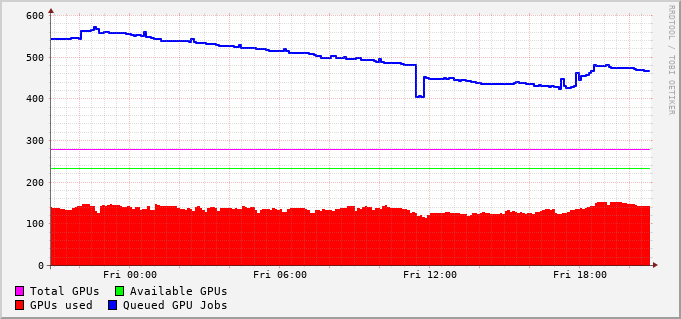 600
500
400
300
200
100
0
Fri 00:00 Fri 06:00 Fri 12:00 Fri 18:00
Total GPUs Available GPUs
GPUs used Queued GPU Jobs
RRDTOOL / TOBI OETIKER